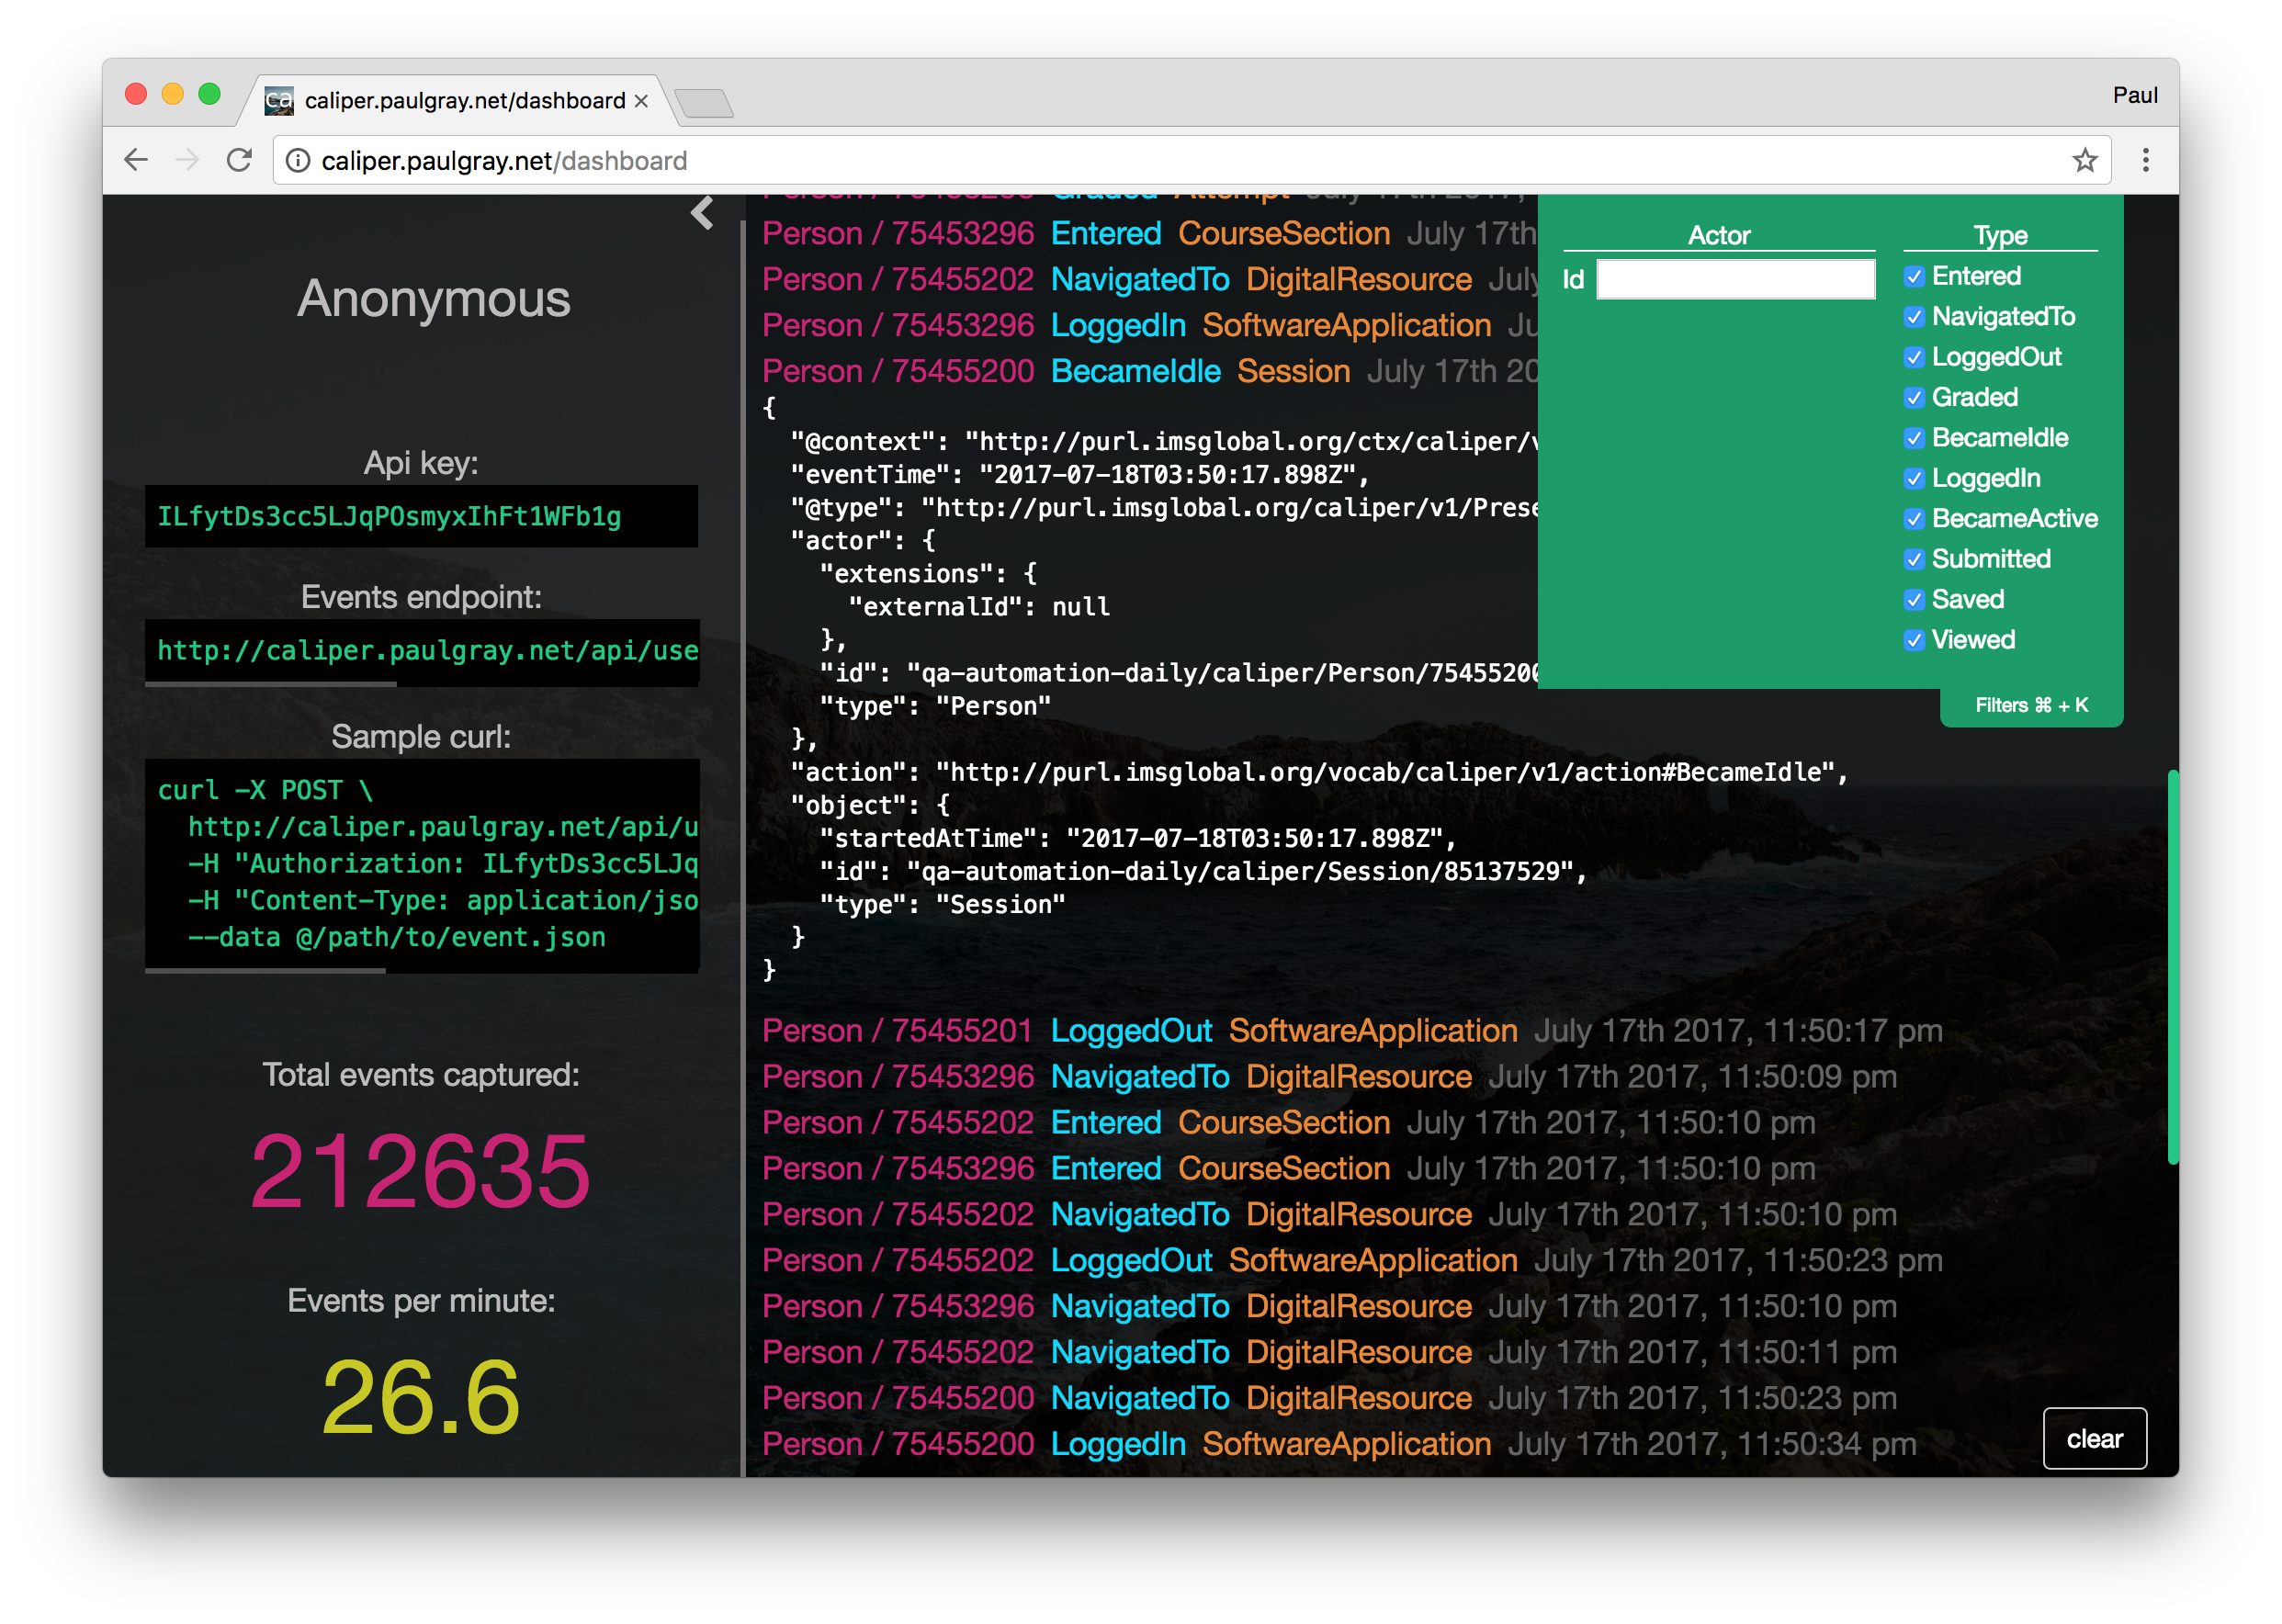 ca caliper.paulgray.net/dashboard
Paul
caliper.paulgray.net/dashboard
Anonymous
Api key:
ILfytDs3cc5LJqPOsmyxIhFt1WFb1g
Events endpoint:
http://caliper.paulgray.net/api/use
Sample curl:
curl -X POST \
http://caliper.paulgray.net/api/u
-H "Authorization: ILfytDs3cc5LJq
-H "Content-Type: application/jso
--data @/path/to/event.json
Total events captured:
212635
Events per minute:
26.6
Person / 75453296 Graded Attempt July 17th 2017,
Person / 75453296 Entered CourseSection July 17th
Person / 75455202 NavigatedTo DigitalResource July
Person / 75453296 LoggedIn SoftwareApplication Ju
Person / 75455200 BecameIdle Session July 17th 20
{
"@context": "http://purl.imsglobal.org/ctx/caliper/v
"eventTime": "2017-07-18T03:50:17.898Z",
"@type": "http://purl.imsglobal.org/caliper/v1/Prese
"actor": {
"extensions": {
"externalId": null
},
"id": "qa-automation-daily/caliper/Person/75455200
"type": "Person"
},
"action": "http://purl.imsglobal.org/vocab/caliper/v1/action#BecameIdle",
"object": {
"startedAtTime": "2017-07-18T03:50:17.898Z",
"id": "qa-automation-daily/caliper/Session/85137529",
"type": "Session"
}
}
Person / 75455201 LoggedOut SoftwareApplication July 17th 2017, 11:50:17 pm
Person / 75453296 NavigatedTo DigitalResource July 17th 2017, 11:50:09 pm
Person / 75455202 Entered CourseSection July 17th 2017, 11:50:10 pm
Person / 75453296 Entered CourseSection July 17th 2017, 11:50:10 pm
Person / 75455202 NavigatedTo DigitalResource July 17th 2017, 11:50:10 pm
Person / 75455202 LoggedOut SoftwareApplication July 17th 2017, 11:50:23 pm
Person / 75453296 NavigatedTo DigitalResource July 17th 2017, 11:50:10 pm
Person / 75455202 NavigatedTo DigitalResource July 17th 2017, 11:50:11 pm
Person / 75455200 NavigatedTo DigitalResource July 17th 2017, 11:50:23 pm
Person / 75455200 LoggedIn SoftwareApplication July 17th 2017, 11:50:34 pm
Actor
Id
Type
Entered
NavigatedTo
LoggedOut
Graded
BecameIdle
LoggedIn
BecameActive
Submitted
Saved
Viewed
Filters ⌘ + K
clear